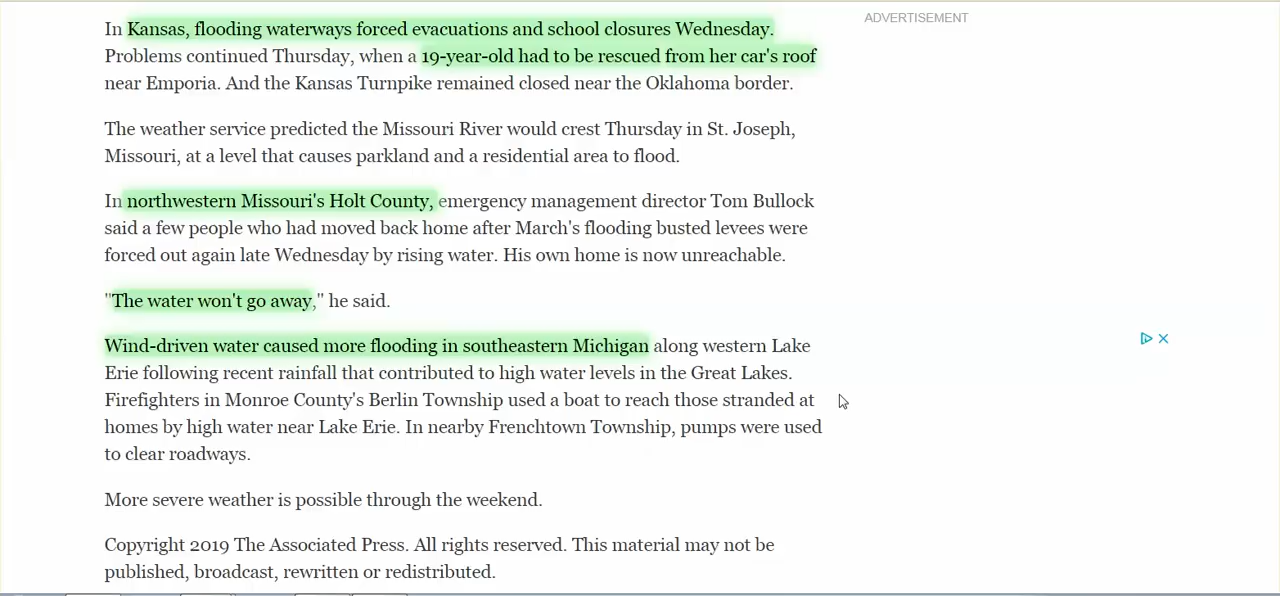 ADVERTISEMENT
In Kansas, flooding waterways forced evacuations and school closures Wednesday.
Problems continued Thursday, when a 19-year-old had to be rescued from her car's roof
near Emporia. And the Kansas Turnpike remained closed near the Oklahoma border.
The weather service predicted the Missouri River would crest Thursday in St. Joseph,
Missouri, at a level that causes parkland and a residential area to flood.
In northwestern Missouri's Holt County, emergency management director Tom Bullock
said a few people who had moved back home after March's flooding busted levees were
forced out again late Wednesday by rising water. His own home is now unreachable.
"The water won't go away," he said.
Wind-driven water caused more flooding in southeastern Michigan along western Lake
Erie following recent rainfall that contributed to high water levels in the Great Lakes.
Firefighters in Monroe County's Berlin Township used a boat to reach those stranded at
homes by high water near Lake Erie. In nearby Frenchtown Township, pumps were used
to clear roadways.
More severe weather is possible through the weekend.
Copyright 2019 The Associated Press. All rights reserved. This material may not be
published, broadcast, rewritten or redistributed.